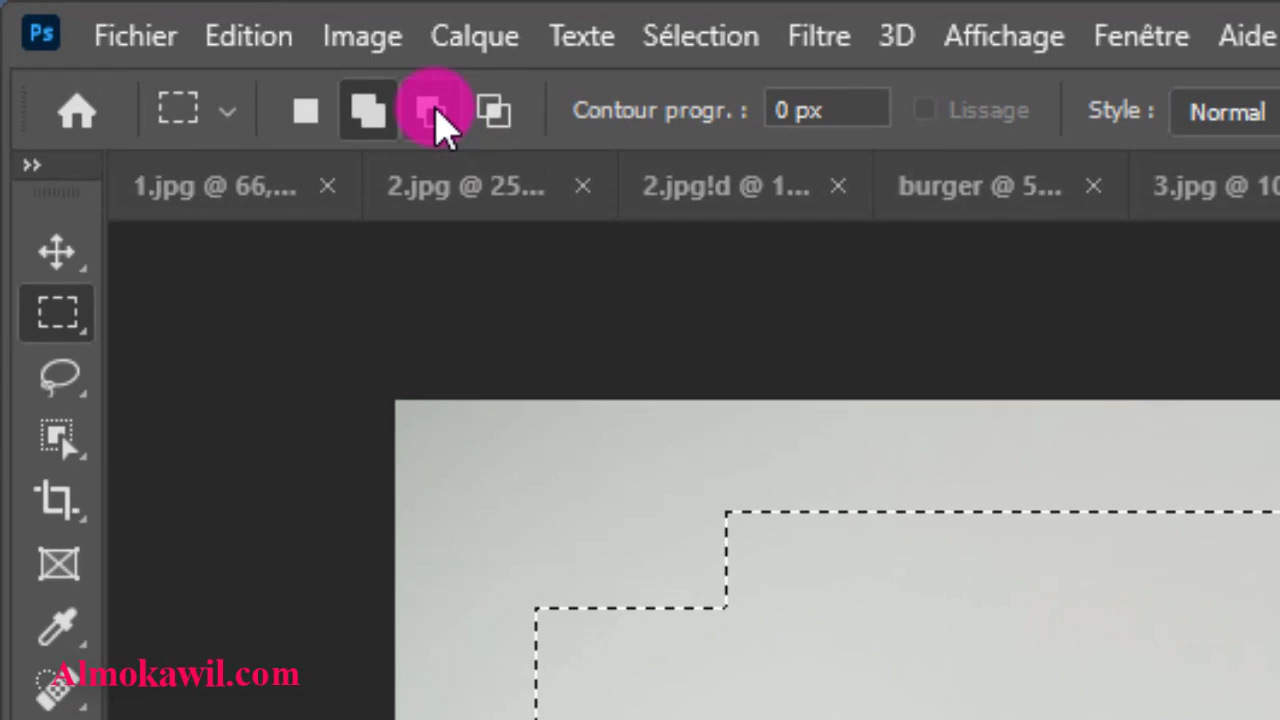 Ps Fichier Edition Image Calque Texte Sélection Filtre 3D Affichage Fenêtre Aide
Contour progr. : 0 px Lissage Style : Normal
1.jpg @ 66,... 2.jpg @ 25... 2.jpg!d @ 1... burger @ 5... 3.jpg @ 10
Almokawil.com